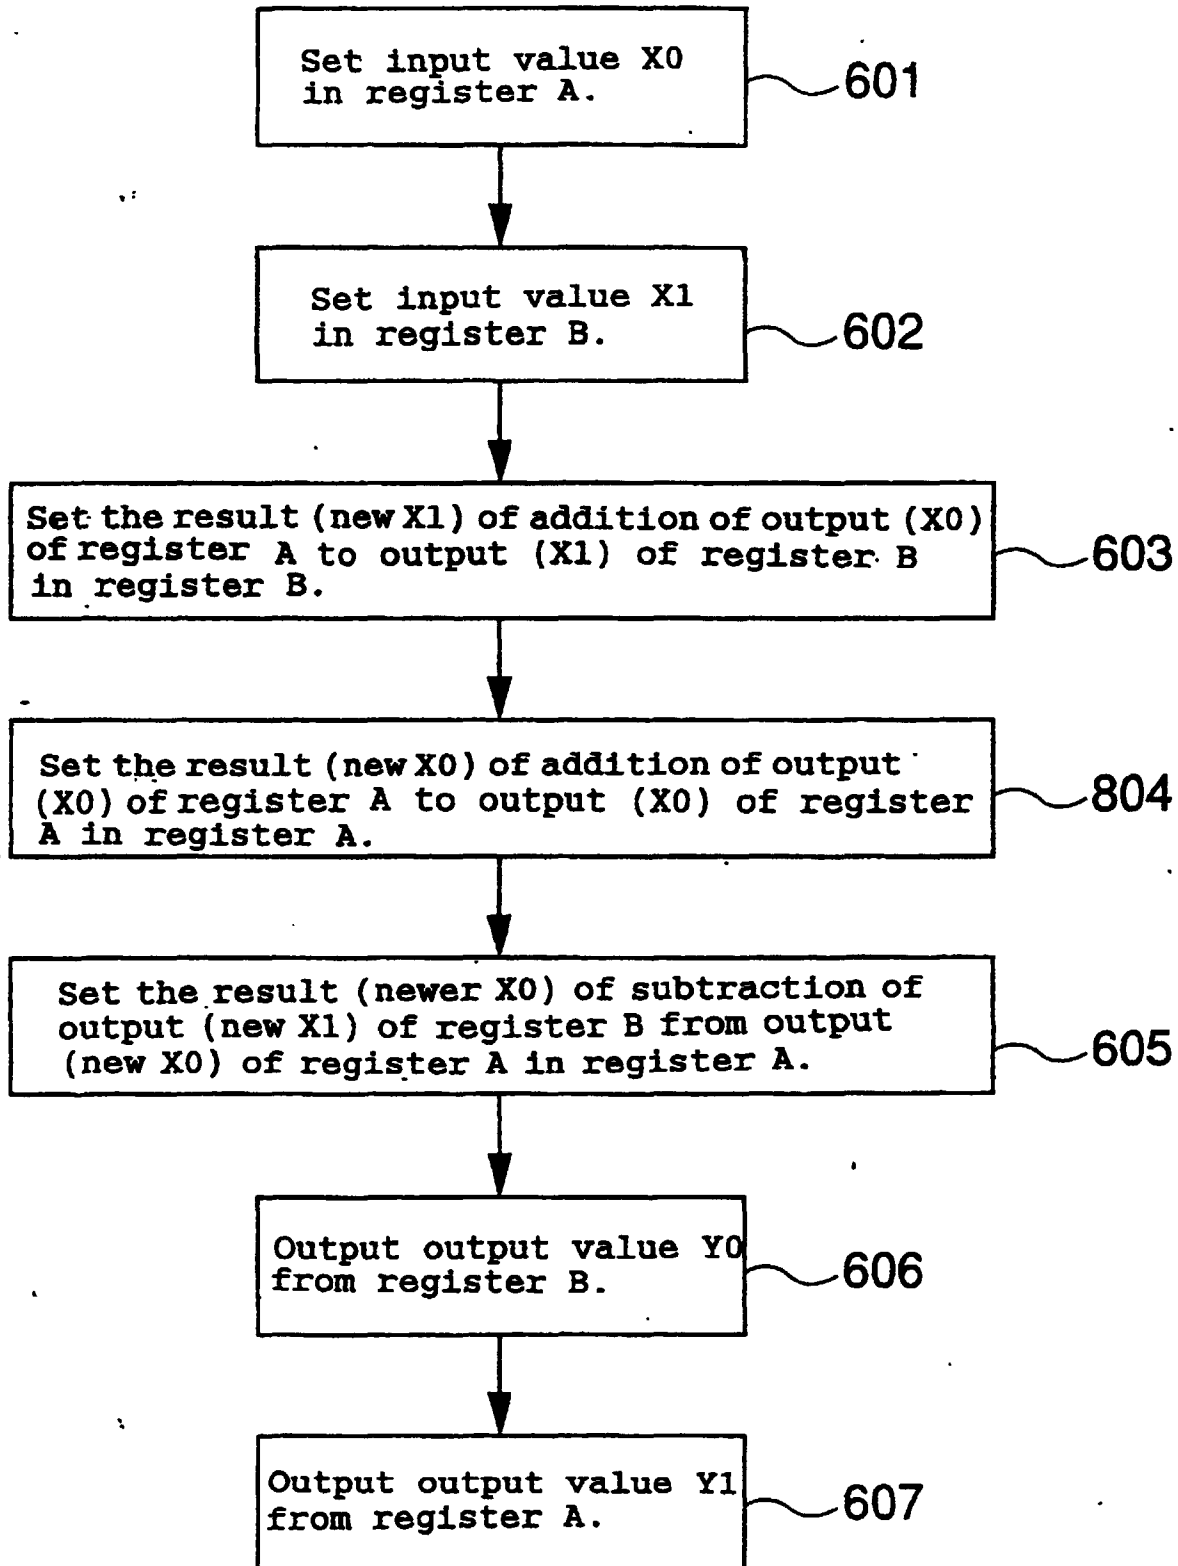 Set input value X0
in register A.
601
Set input value X1
in register B.
602
Set the result (new X1) of addition of output (X0)
of register A to output (X1) of register B
in register B.
603
Set the result (new X0) of addition of output
(X0) of register A to output (X0) of register
A in register A.
804
Set the result (newer X0) of subtraction of
output (new X1) of register B from output
(new X0) of register A in register A.
605
Output output value Y0
from register B.
606
Output output value Y1
from register A.
607